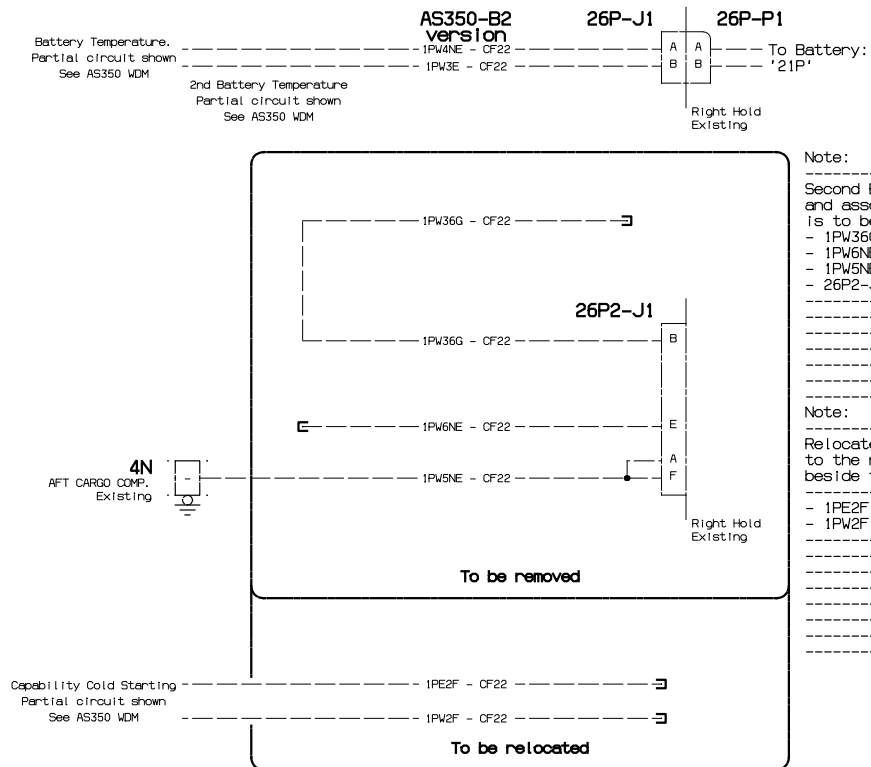 AS350-B2
version
26P-J1
26P-P1
Battery Temperature.
Partial circuit shown
See AS350 WDM
1PW4NE - CF22
1PW3E - CF22
A
B
A
B
To Battery:
'21P'
2nd Battery Temperature
Partial circuit shown
See AS350 WDM
Right Hold
Existing
Note:
Second
and
is to be
- 1PW36
- 1PW6N
- 1PW5N
- 26P2-
1PW36G - CF22
26P2-J1
1PW36G - CF22
B
1PW6NE - CF22
E
A
4N
AFT CARGO COMP.
Existing
-
1PW5NE - CF22
F
Right Hold
Existing
Note:
to the
beside
- 1PE2F
- 1PW2F
To be removed
Capability Cold Starting
Partial circuit shown
See AS350 WDM
1PE2F - CF22
1PW2F - CF22
To be relocated